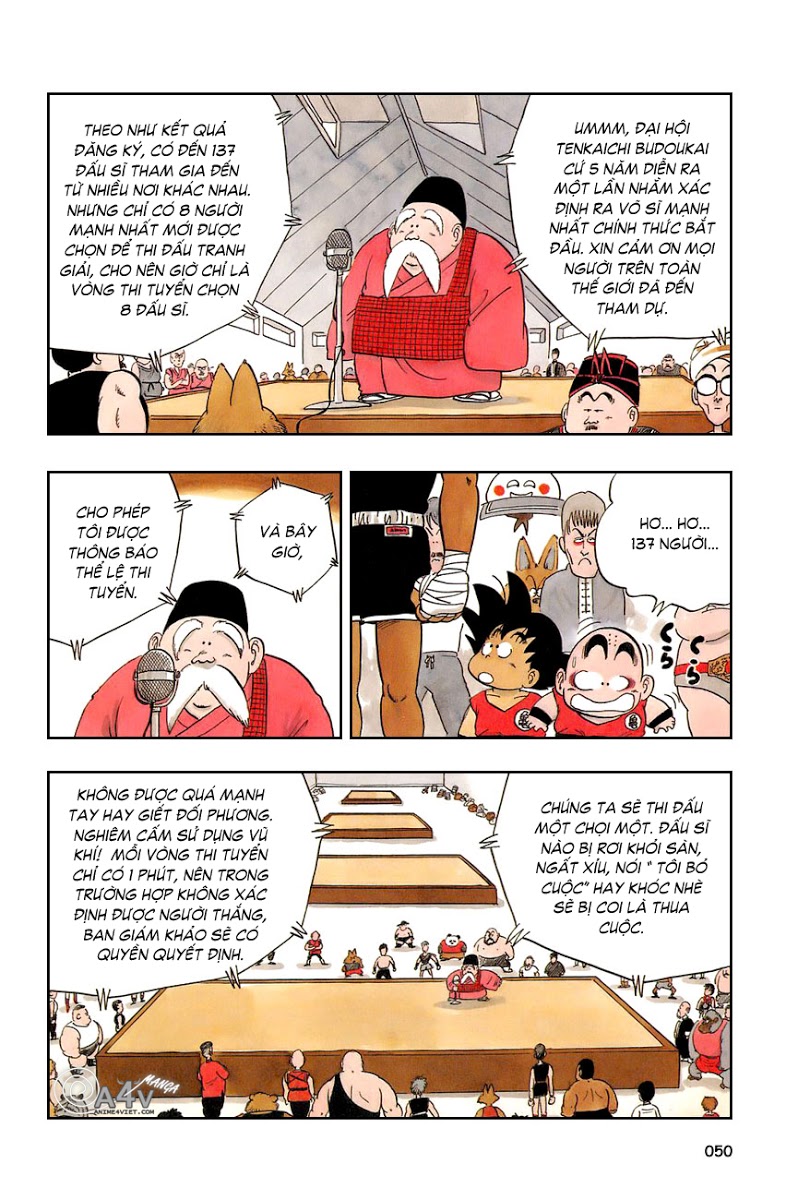 UMMM, ĐẠI HỘI
TENKAICHI BUDOUKAI
CỨ 5 NĂM DIỄN RA
MỘT LẦN NHẰM XÁC
ĐỊNH RA VÕ SĨ MẠNH
NHẤT CHÍNH THỨC BẮT
ĐẦU. XIN CẢM ƠN MỌI
NGƯỜI TRÊN TOÀN
THẾ GIỚI ĐÃ ĐẾN
THAM DỰ.
THEO NHƯ KẾT QUẢ
ĐĂNG KÝ, CÓ ĐẾN 137
ĐẤU SĨ THAM GIA ĐẾN
TỪ NHIỀU NƠI KHÁC NHAU.
NHƯNG CHỈ CÓ 8 NGƯỜI
MẠNH NHẤT MỚI ĐƯỢC
CHỌN ĐỂ THI ĐẤU TRANH
GIẢI, CHO NÊN GIỜ CHỈ LÀ
VÒNG THI TUYỂN CHỌN
8 ĐẤU SĨ.
HƠ... HƠ...
137 NGƯỜI...
くら
くら
VÀ BÂY
GIỜ,
CHO PHÉP
TÔI ĐƯỢC
THÔNG BÁO
THỂ LỆ THI
TUYỂN.
CHÚNG TA SẼ THI ĐẤU
MỘT CHỌI MỘT. ĐẤU SĨ
NÀO BỊ RƠI KHỎI SÀN,
NGẤT XỈU, NÓI " TÔI BỎ
CUỘC" HAY KHÓC NHÈ
SẼ BỊ COI LÀ THUA
CUỘC.
KHÔNG ĐƯỢC QUÁ MẠNH
TAY HAY GIẾT ĐỐI PHƯƠNG.
NGHIÊM CẤM SỬ DỤNG VŨ
KHÍ! MỖI VÒNG THI TUYỂN
CHỈ CÓ 1 PHÚT, NÊN TRONG
TRƯỜNG HỢP KHÔNG XÁC
ĐỊNH ĐƯỢC NGƯỜI THẮNG,
BAN GIÁM KHẢO SẼ CÓ
QUYỀN QUYẾT ĐỊNH.
A4V MANGA
ANIME4VIET.COM
050